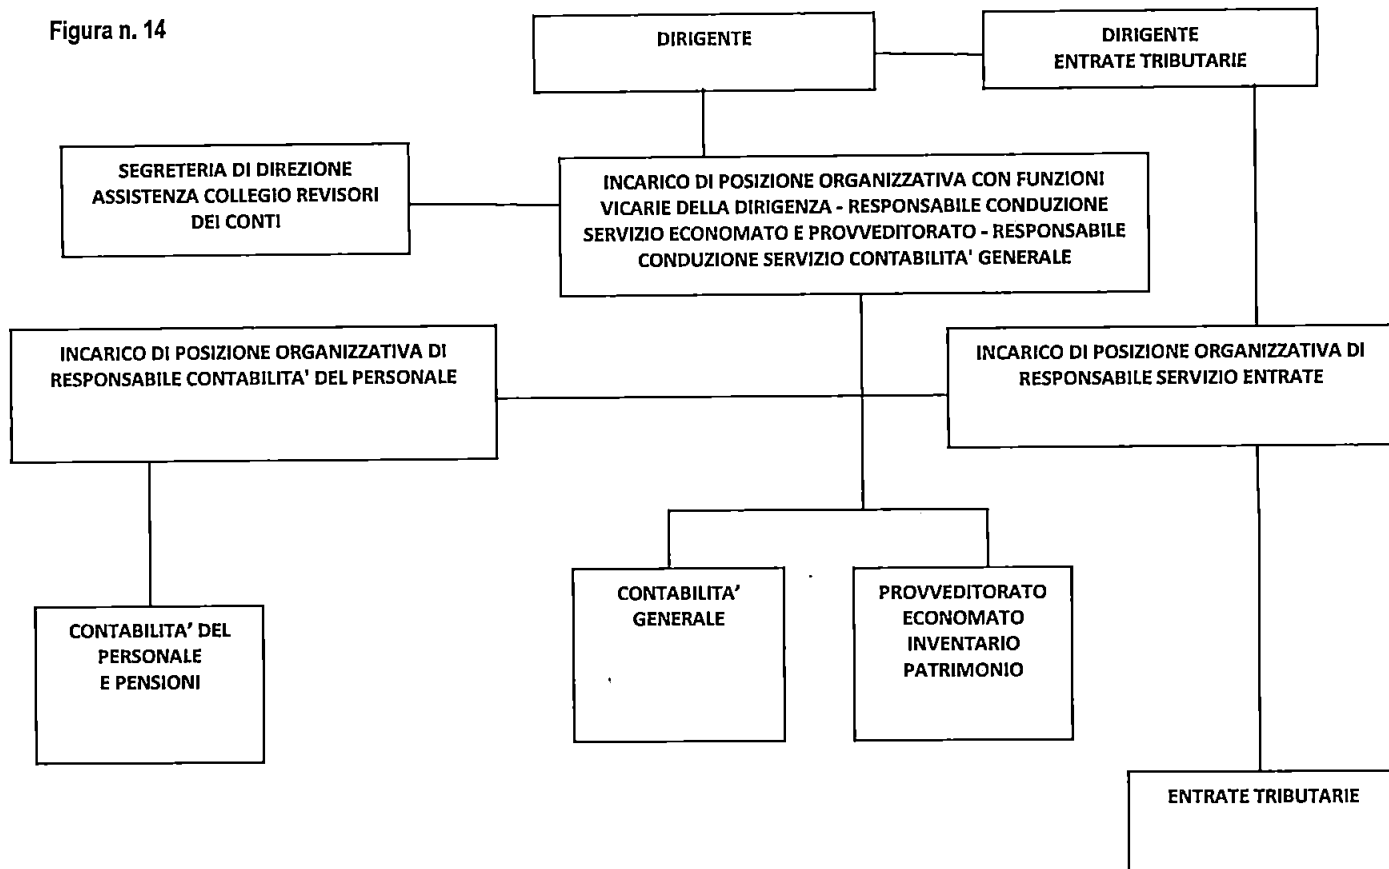 Figura n. 14
DIRIGENTE
DIRIGENTE
ENTRATE TRIBUTARIE
SEGRETERIA DI DIREZIONE
ASSISTENZA COLLEGIO REVISORI
DEI CONTI
INCARICO DI POSIZIONE ORGANIZZATIVA CON FUNZIONI
VICARIE DELLA DIRIGENZA - RESPONSABILE CONDUZIONE
SERVIZIO ECONOMATO E PROVVEDITORATO - RESPONSABILE
CONDUZIONE SERVIZIO CONTABILITA' GENERALE
INCARICO DI POSIZIONE ORGANIZZATIVA DI
RESPONSABILE CONTABILITA' DEL PERSONALE
INCARICO DI POSIZIONE ORGANIZZATIVA DI
RESPONSABILE SERVIZIO ENTRATE
CONTABILITA’ DEL
PERSONALE
E PENSIONI
CONTABILITA’
GENERALE
PROVVEDITORATO
ECONOMATO
INVENTARIO
PATRIMONIO
ENTRATE TRIBUTARIE